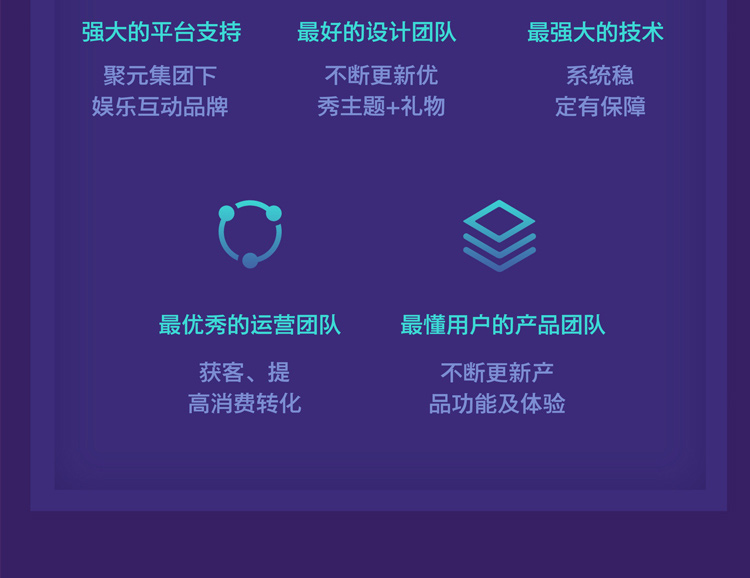 强大的平台支持
最好的设计团队
最强大的技术
聚元集团下
娱乐互动品牌
不断更新优
秀主题+礼物
系统稳
定有保障
最优秀的运营团队
最懂用户的产品团队
获客、提
高消费转化
不断更新产
品功能及体验